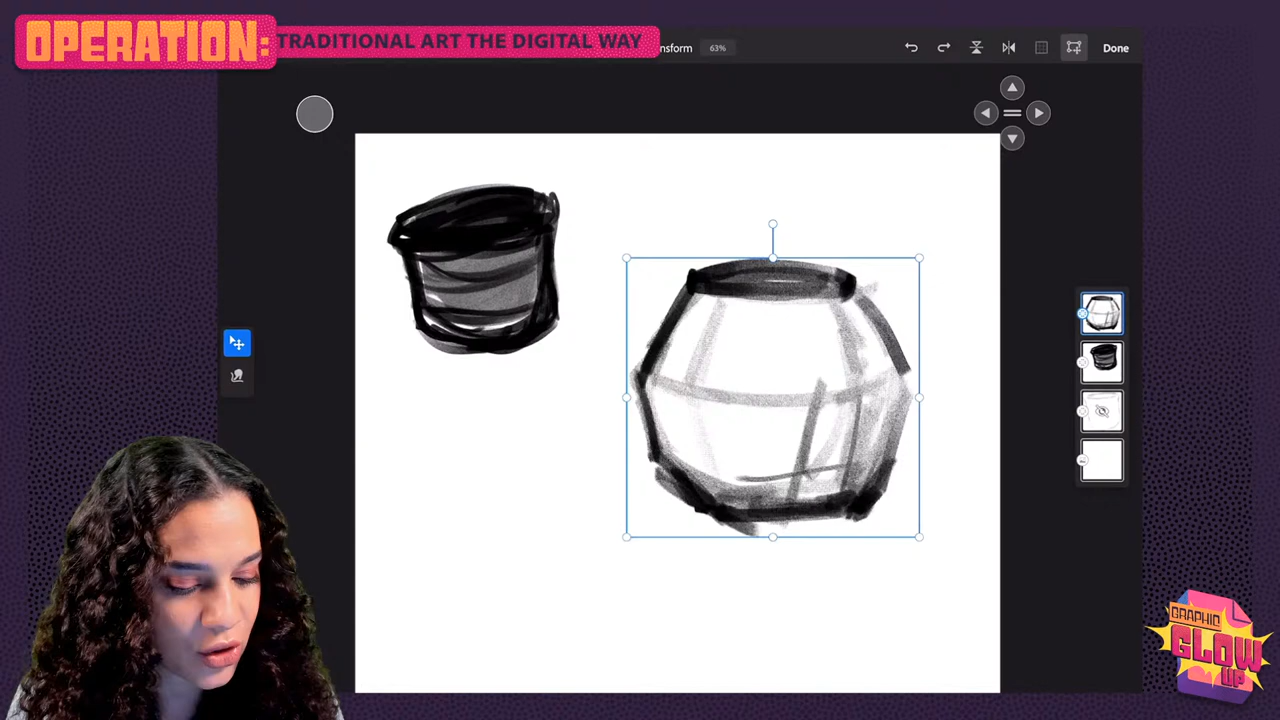 OPERATION:
TRADITIONAL ART THE DIGITAL WAY
nsform
63%
Done
GRAPHIC
GLOW
UP